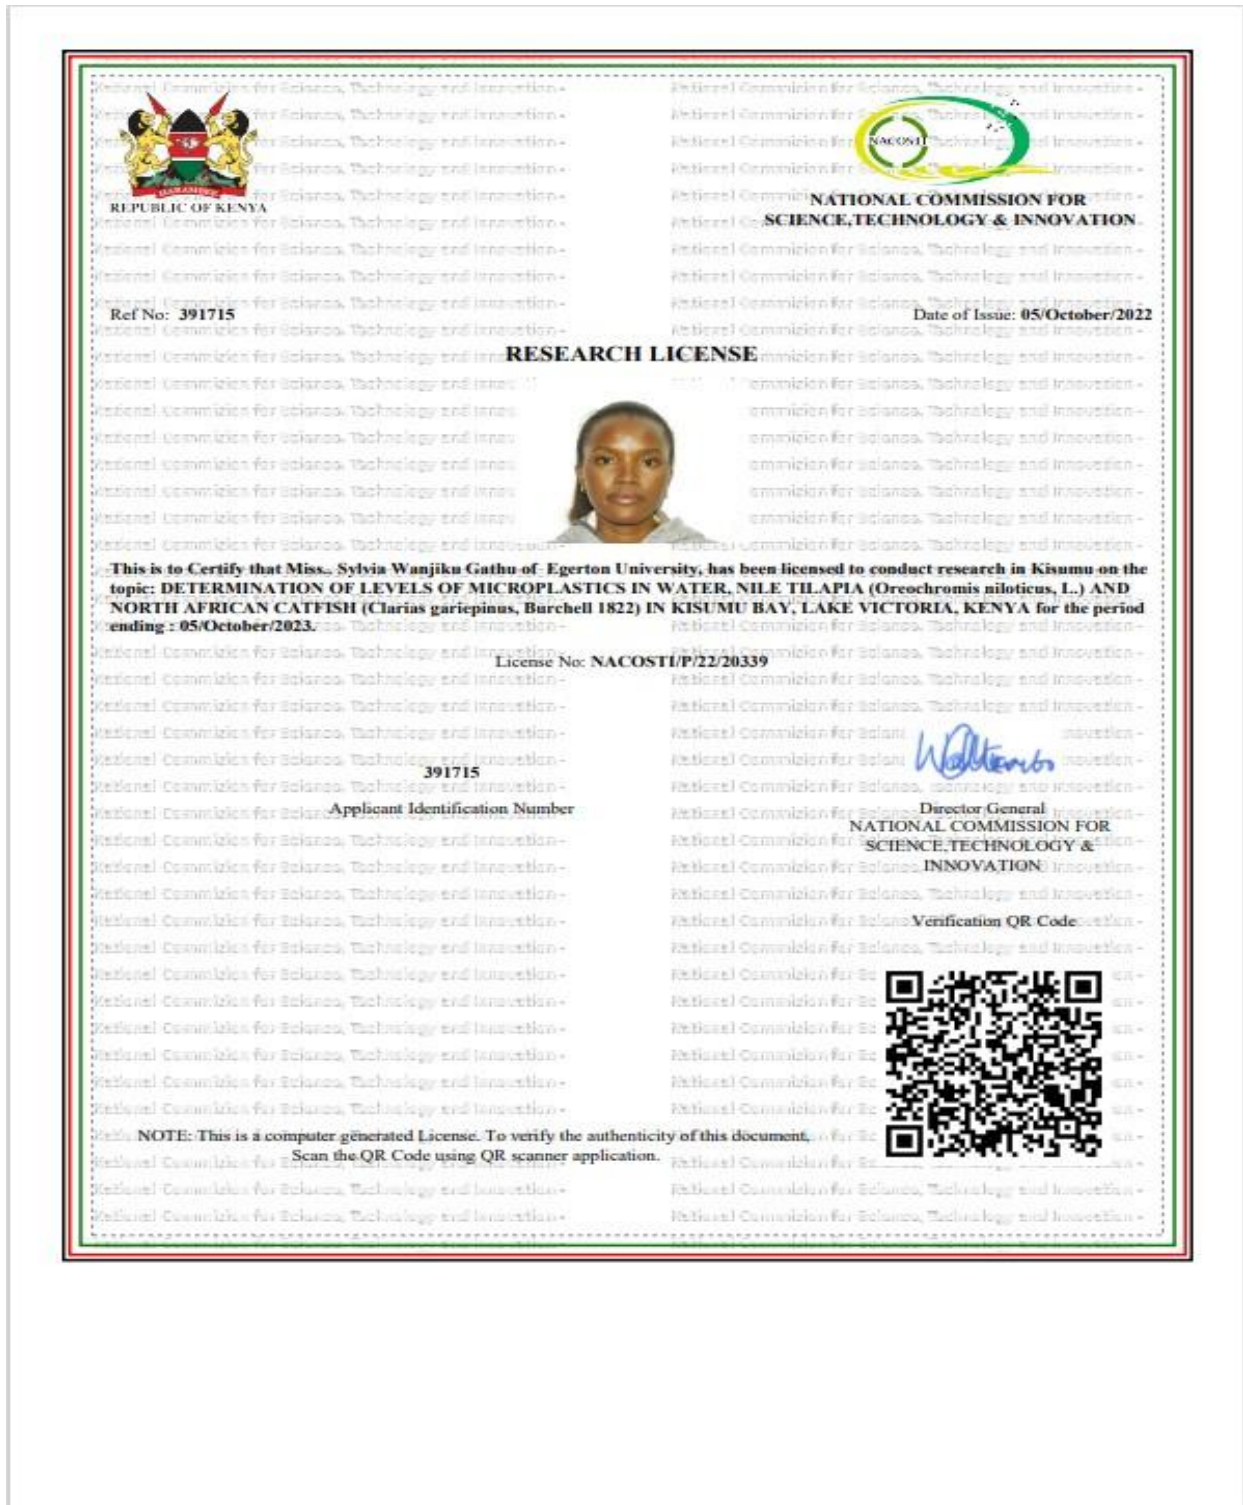 HARAMBEE
REPUBLIC OF KENYA
NACOSTI
NATIONAL COMMISSION FOR
SCIENCE,TECHNOLOGY & INNOVATION
Ref No: 391715
Date of Issue: 05/October/2022
RESEARCH LICENSE
This is to Certify that Miss.. Sylvia Wanjiku Gathu of Egerton University, has been licensed to conduct research in Kisumu on the
topic: DETERMINATION OF LEVELS OF MICROPLASTICS IN WATER, NILE TILAPIA (Oreochromis niloticus, L.) AND
NORTH AFRICAN CATFISH (Clarias gariepinus, Burchell 1822) IN KISUMU BAY, LAKE VICTORIA, KENYA for the period
ending : 05/October/2023.
License No: NACOSTI/P/22/20339
391715
Applicant Identification Number
Director General
NATIONAL COMMISSION FOR
SCIENCE,TECHNOLOGY &
INNOVATION
Verification QR Code
NOTE: This is a computer generated License. To verify the authenticity of this document,
Scan the QR Code using QR scanner application.